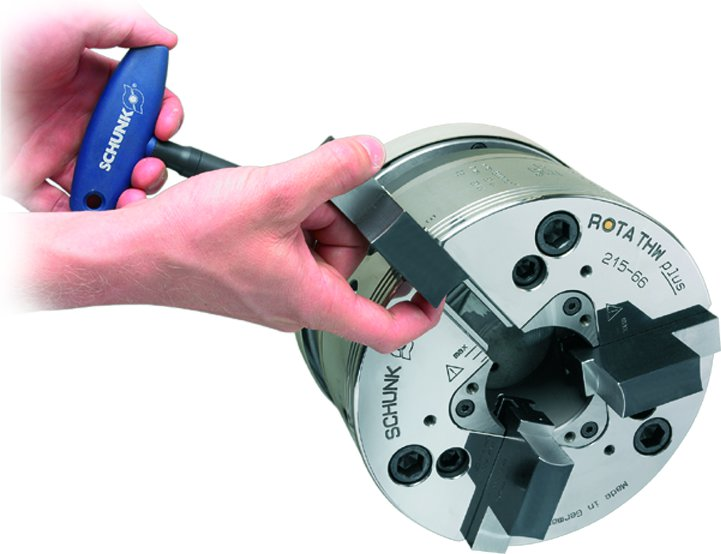 SCHUNK
ROTA THW plus
215-66
max
SCHUNK
Made in Germany